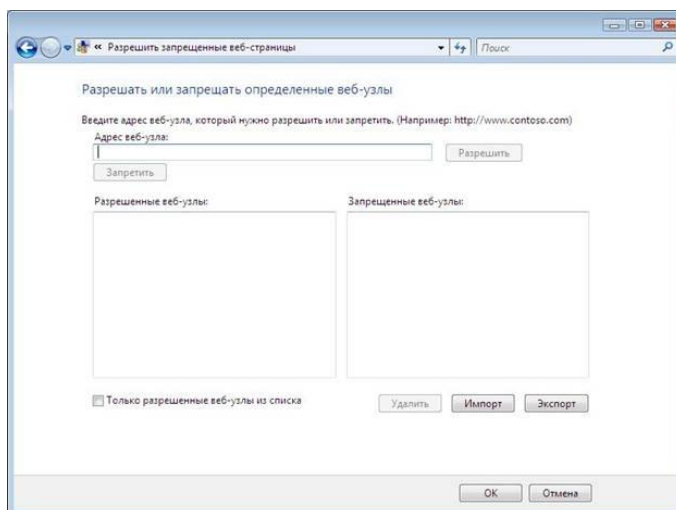 « Разрешить запрещенные веб-страницы
Поиск
Разрешать или запрещать определенные веб-узлы
Введите адрес веб-узла, который нужно разрешить или запретить. (Например: http://www.contoso.com)
Адрес веб-узла:
Разрешить
Запретить
Разрешенные веб-узлы: Запрещенные веб-узлы:
Только разрешенные веб-узлы из списка
Удалить Импорт Экспорт
OK Отмена